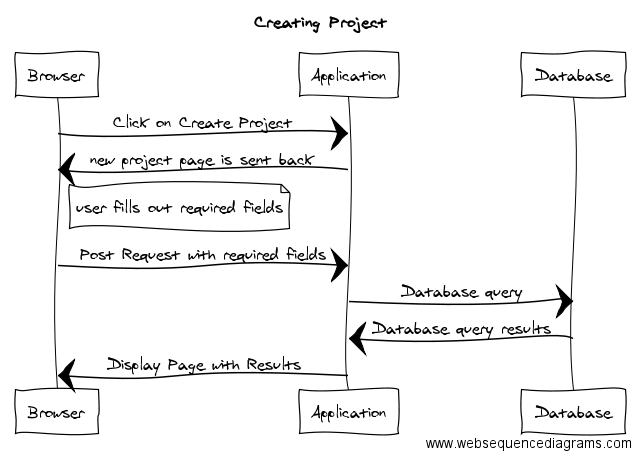 Creating Project
Browser Application Database
Click on Create Project
new project page is sent back
user fills out required fields
Post Request with required fields
Database query
Database query results
Display Page with Results
Browser Application Database
www.websequencediagrams.com